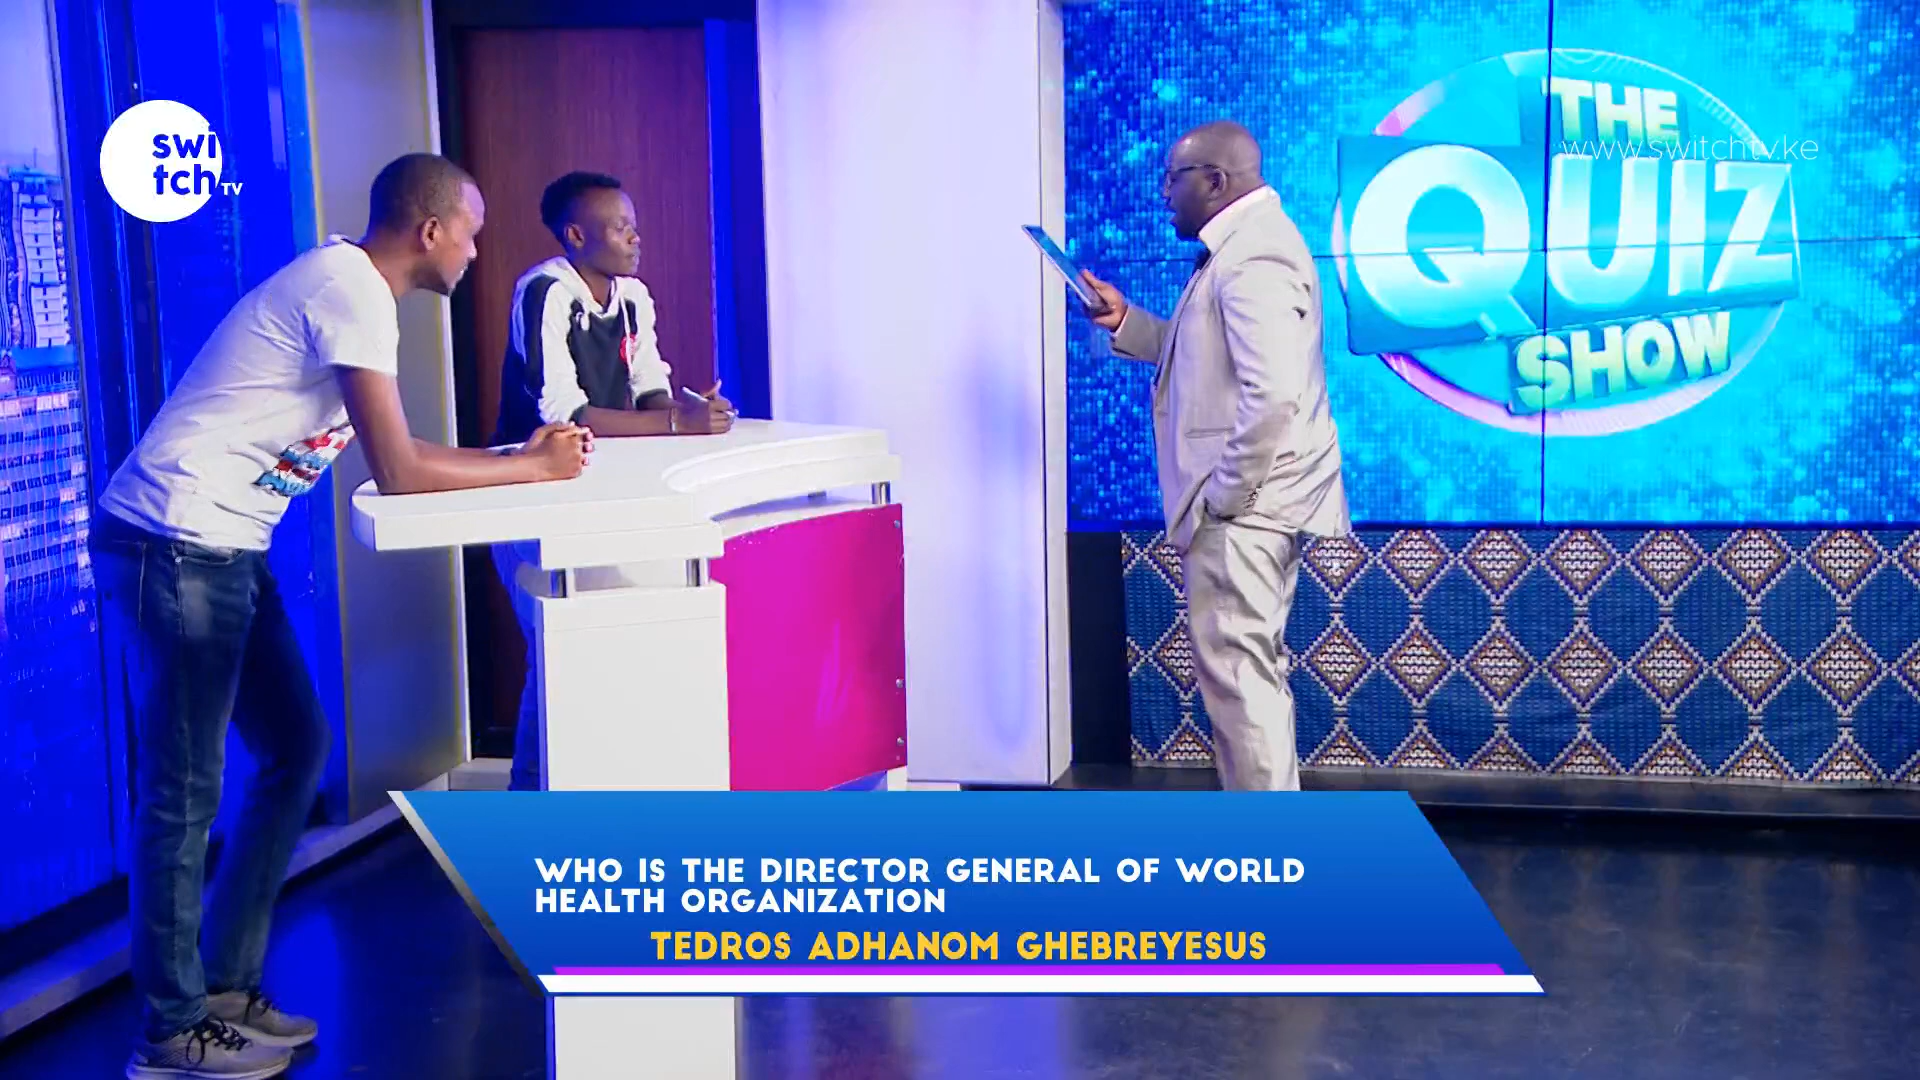 swi
tch TV
THE
www.switchtv.ke
QUIZ
SHOW
WHO IS THE DIRECTOR GENERAL OF WORLD
HEALTH ORGANIZATION
TEDROS ADHANOM GHEBREYESUS